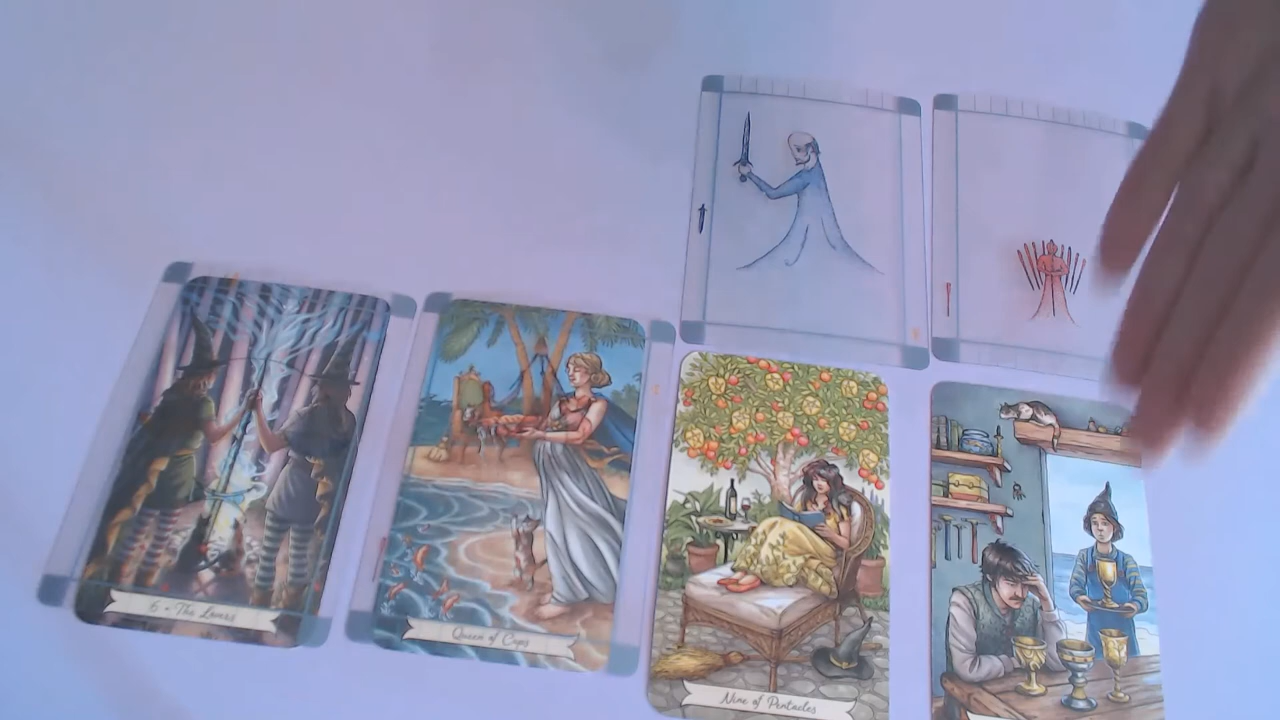 6 - The Lovers
Queen of Cups
Nine of Pentacles